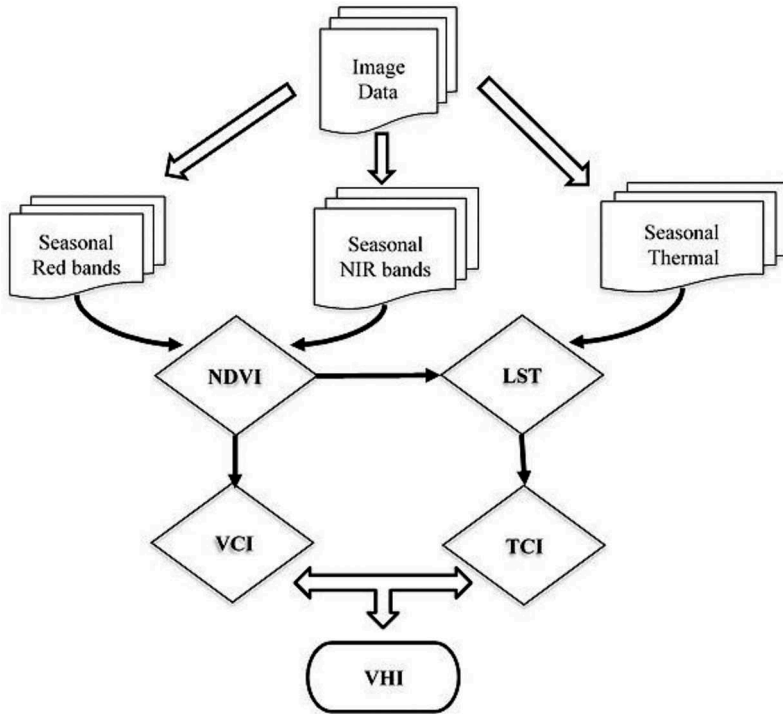 Image
Data
Seasonal
Red bands
Seasonal
NIR bands
Seasonal
Thermal
NDVI
LST
VCI
TCI
VHI